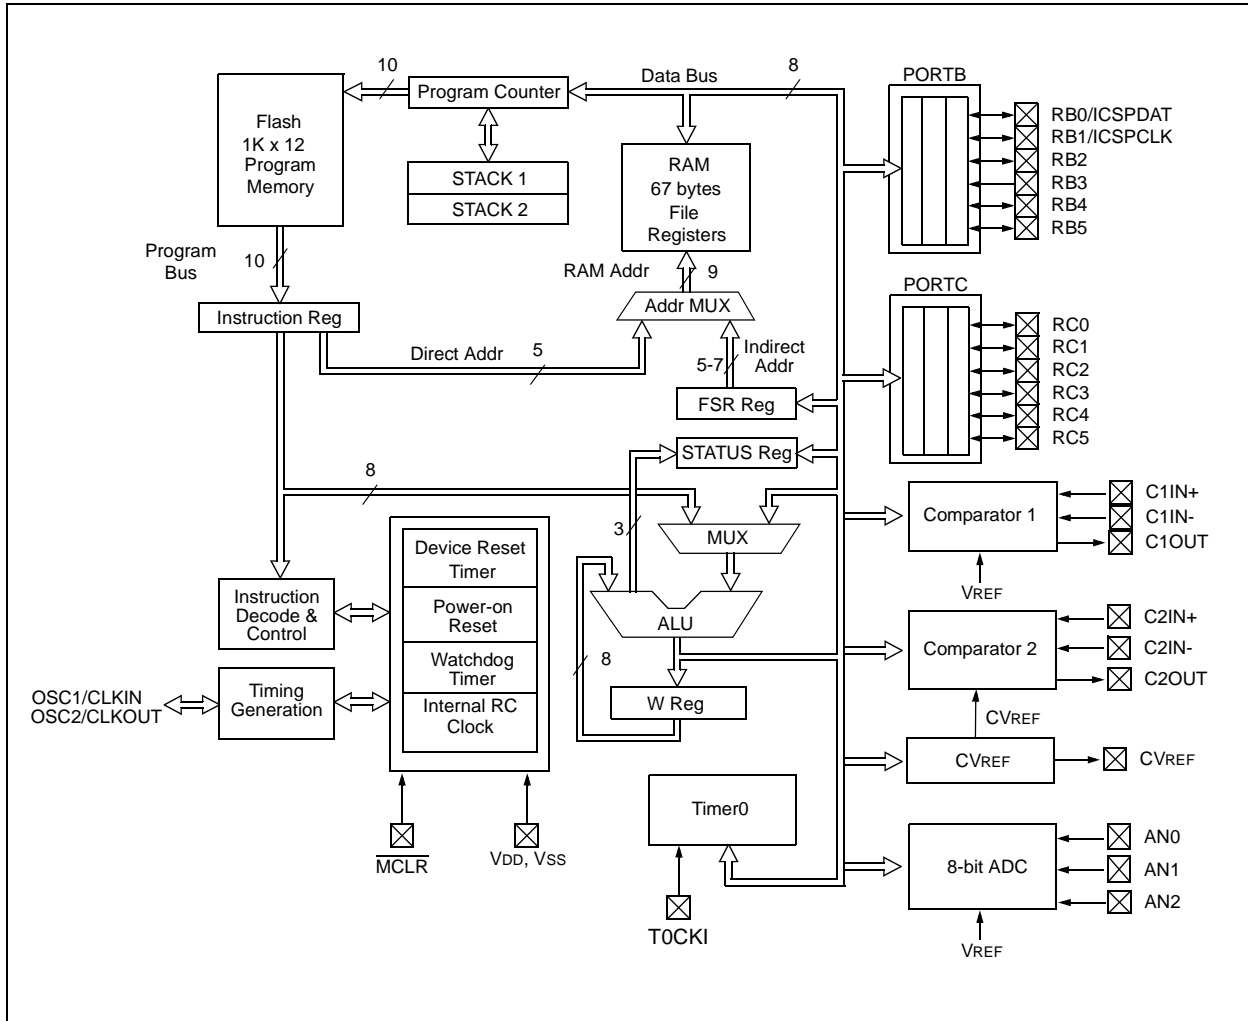 10
Data Bus
8
PORTB
Flash
1K x 12
Program
Memory
Program Counter
STACK 1
STACK 2
RAM
67 bytes
File
Registers
RB0/ICSPDAT
RB1/ICSPCLK
RB2
RB3
RB4
RB5
Program
Bus
10
RAM Addr
9
Addr MUX
Instruction Reg
Direct Addr
5
5-7
Indirect
Addr
FSR Reg
STATUS Reg
PORTC
RC0
RC1
RC2
RC3
RC4
RC5
8
3
MUX
ALU
8
W Reg
Device Reset
Timer
Power-on
Reset
Watchdog
Timer
Internal RC
Clock
Instruction
Decode &
Control
Timing
Generation
OSC1/CLKIN
OSC2/CLKOUT
MCLR
VDD, VSS
Timer0
T0CKI
Comparator 1
C1IN+
C1IN-
C1OUT
VREF
Comparator 2
C2IN+
C2IN-
C2OUT
CVREF
CVREF
CVREF
8-bit ADC
AN0
AN1
AN2
VREF